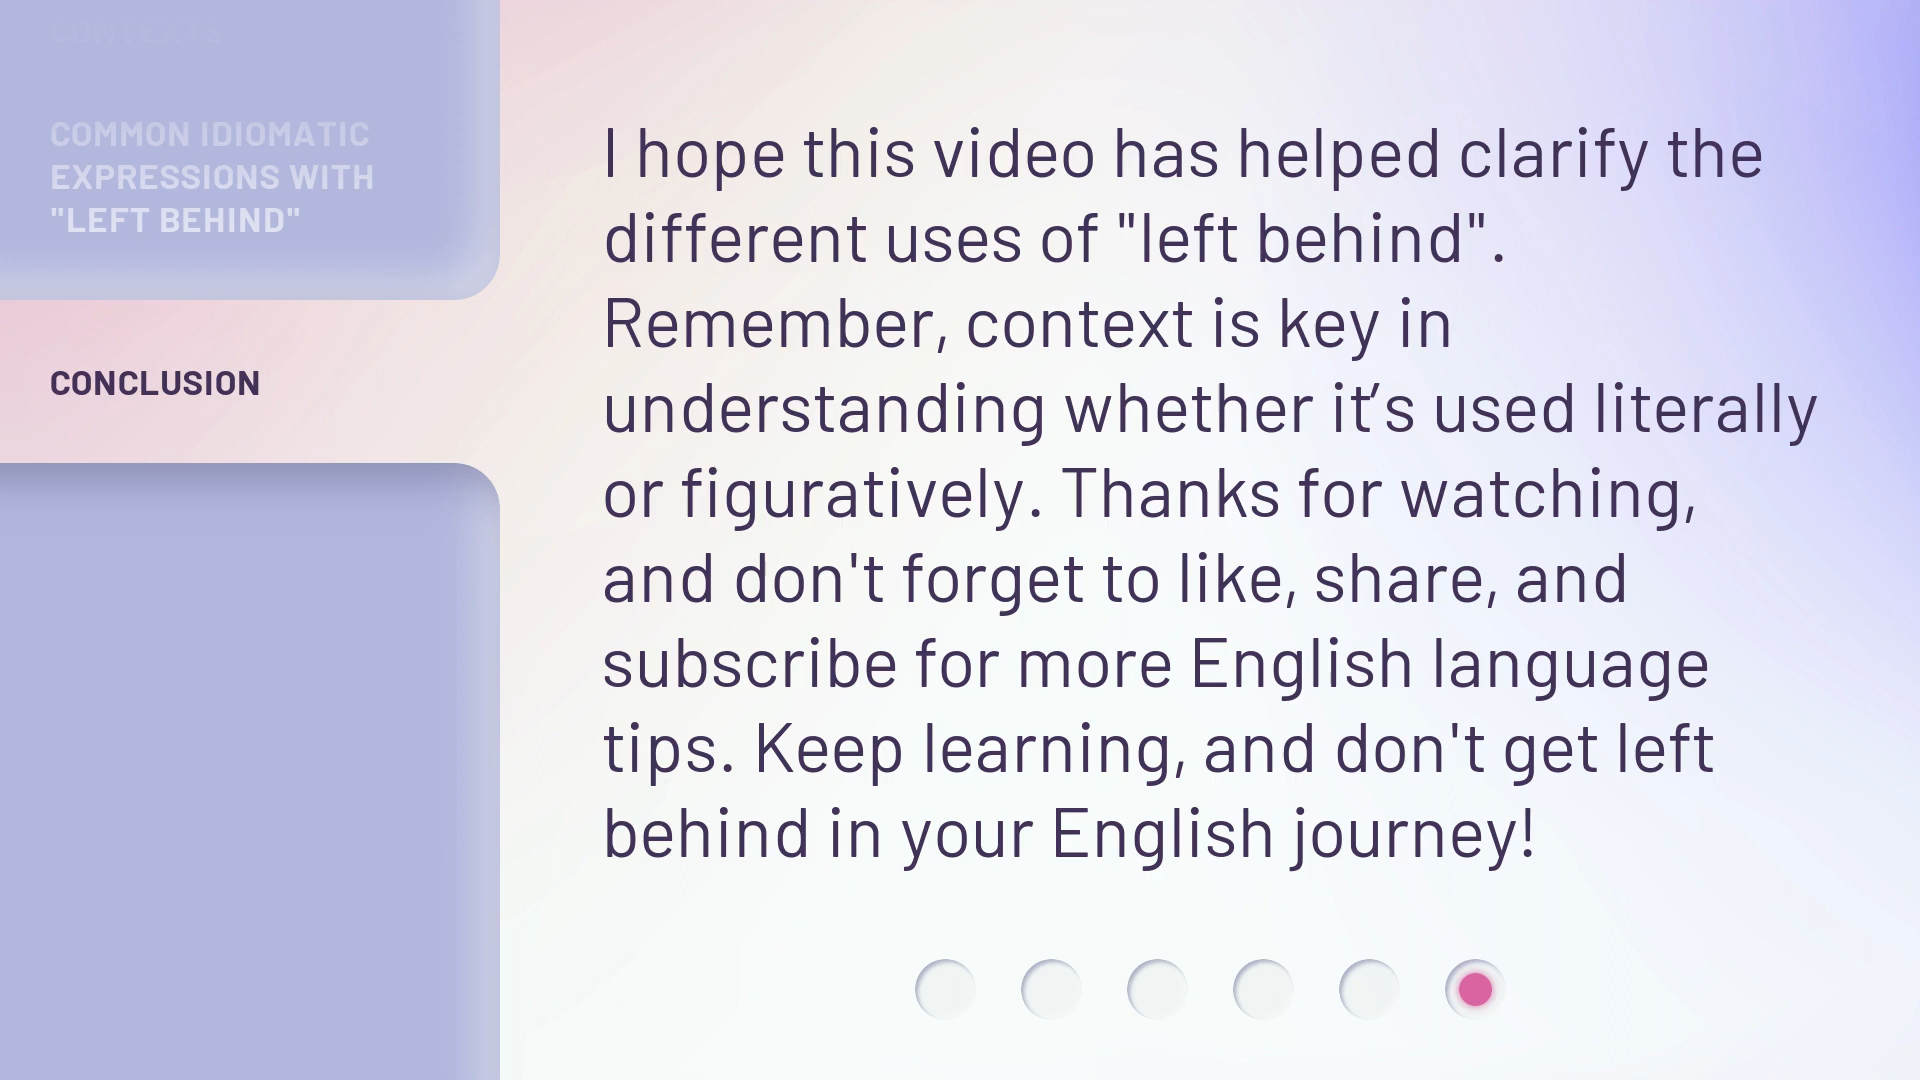 CONTEXTS
COMMON IDIOMATIC
EXPRESSIONS WITH
"LEFT BEHIND"
CONCLUSION
I hope this video has helped clarify the
different uses of "left behind".
Remember, context is key in
understanding whether it’s used literally
or figuratively. Thanks for watching,
and don't forget to like, share, and
subscribe for more English language
tips. Keep learning, and don't get left
behind in your English journey!